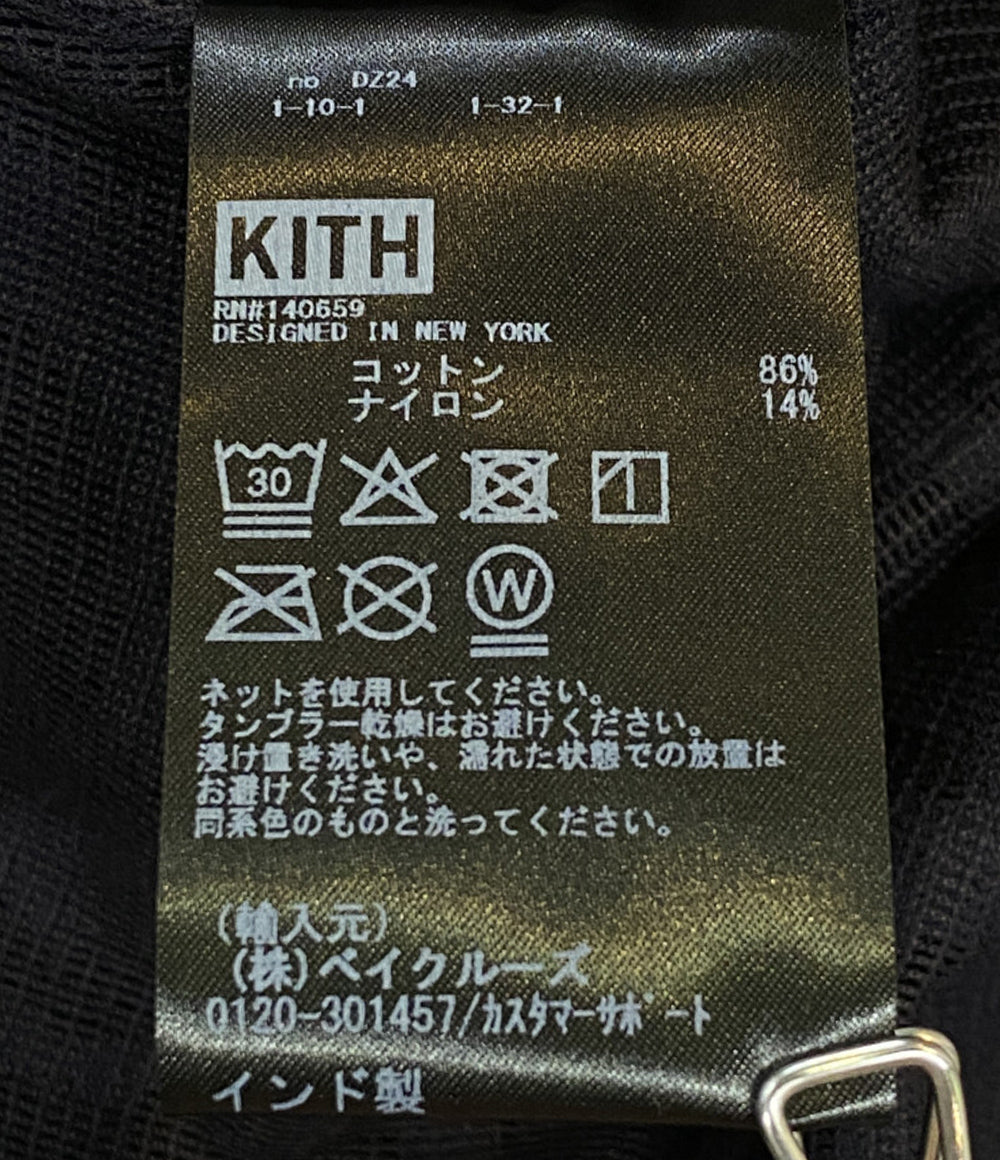 no DZ24
1-10-1 1-32-1
KITH
RN#140659
DESIGNED IN NEW YORK
コットン 86%
ナイロン 14%
30
W
ネットを使用してください。
タンブラー乾燥はお避けください。
浸け置き洗いや、濡れた状態での放置は
お避けください。
同系色のものと洗ってください。
(輸入元)
(株)ベイクルーズ
0120-301457/カスタマーサポート
インド製